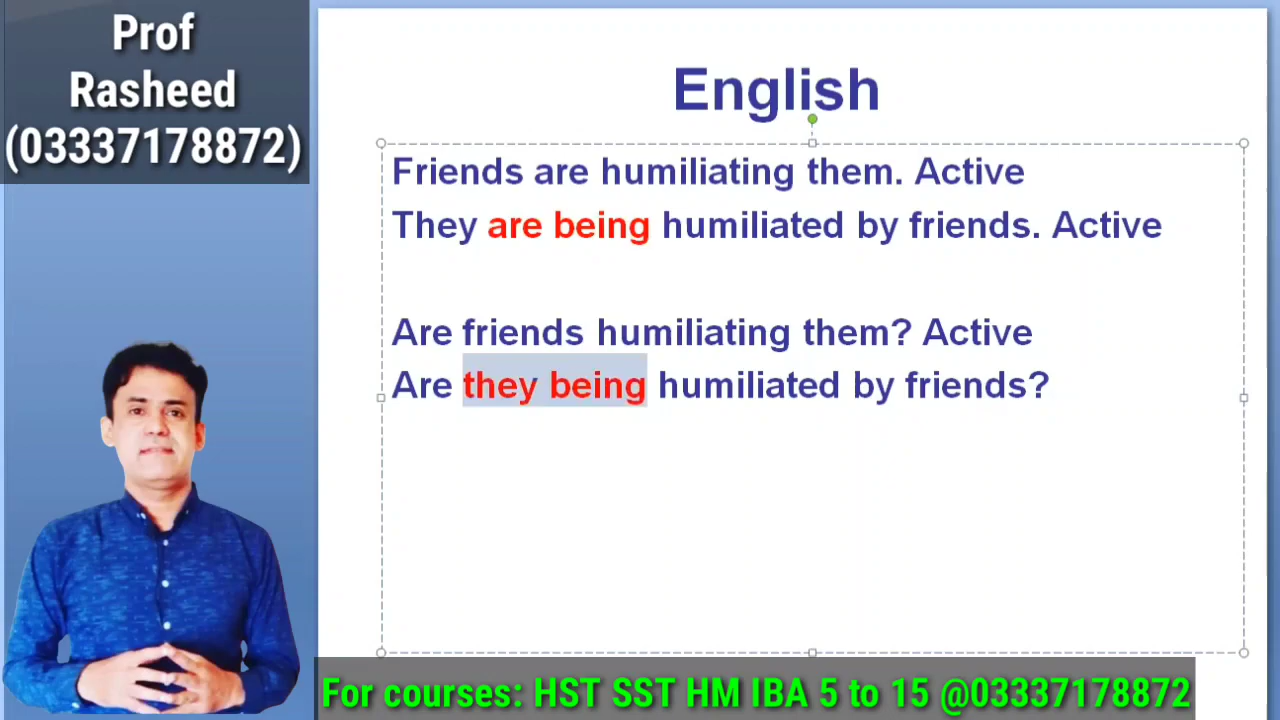 Prof
Rasheed
(03337178872)
English
Friends are humiliating them. Active
They are being humiliated by friends. Active
Are friends humiliating them? Active
Are they being humiliated by friends?
For courses: HST SST HM IBA 5 to 15 @03337178872